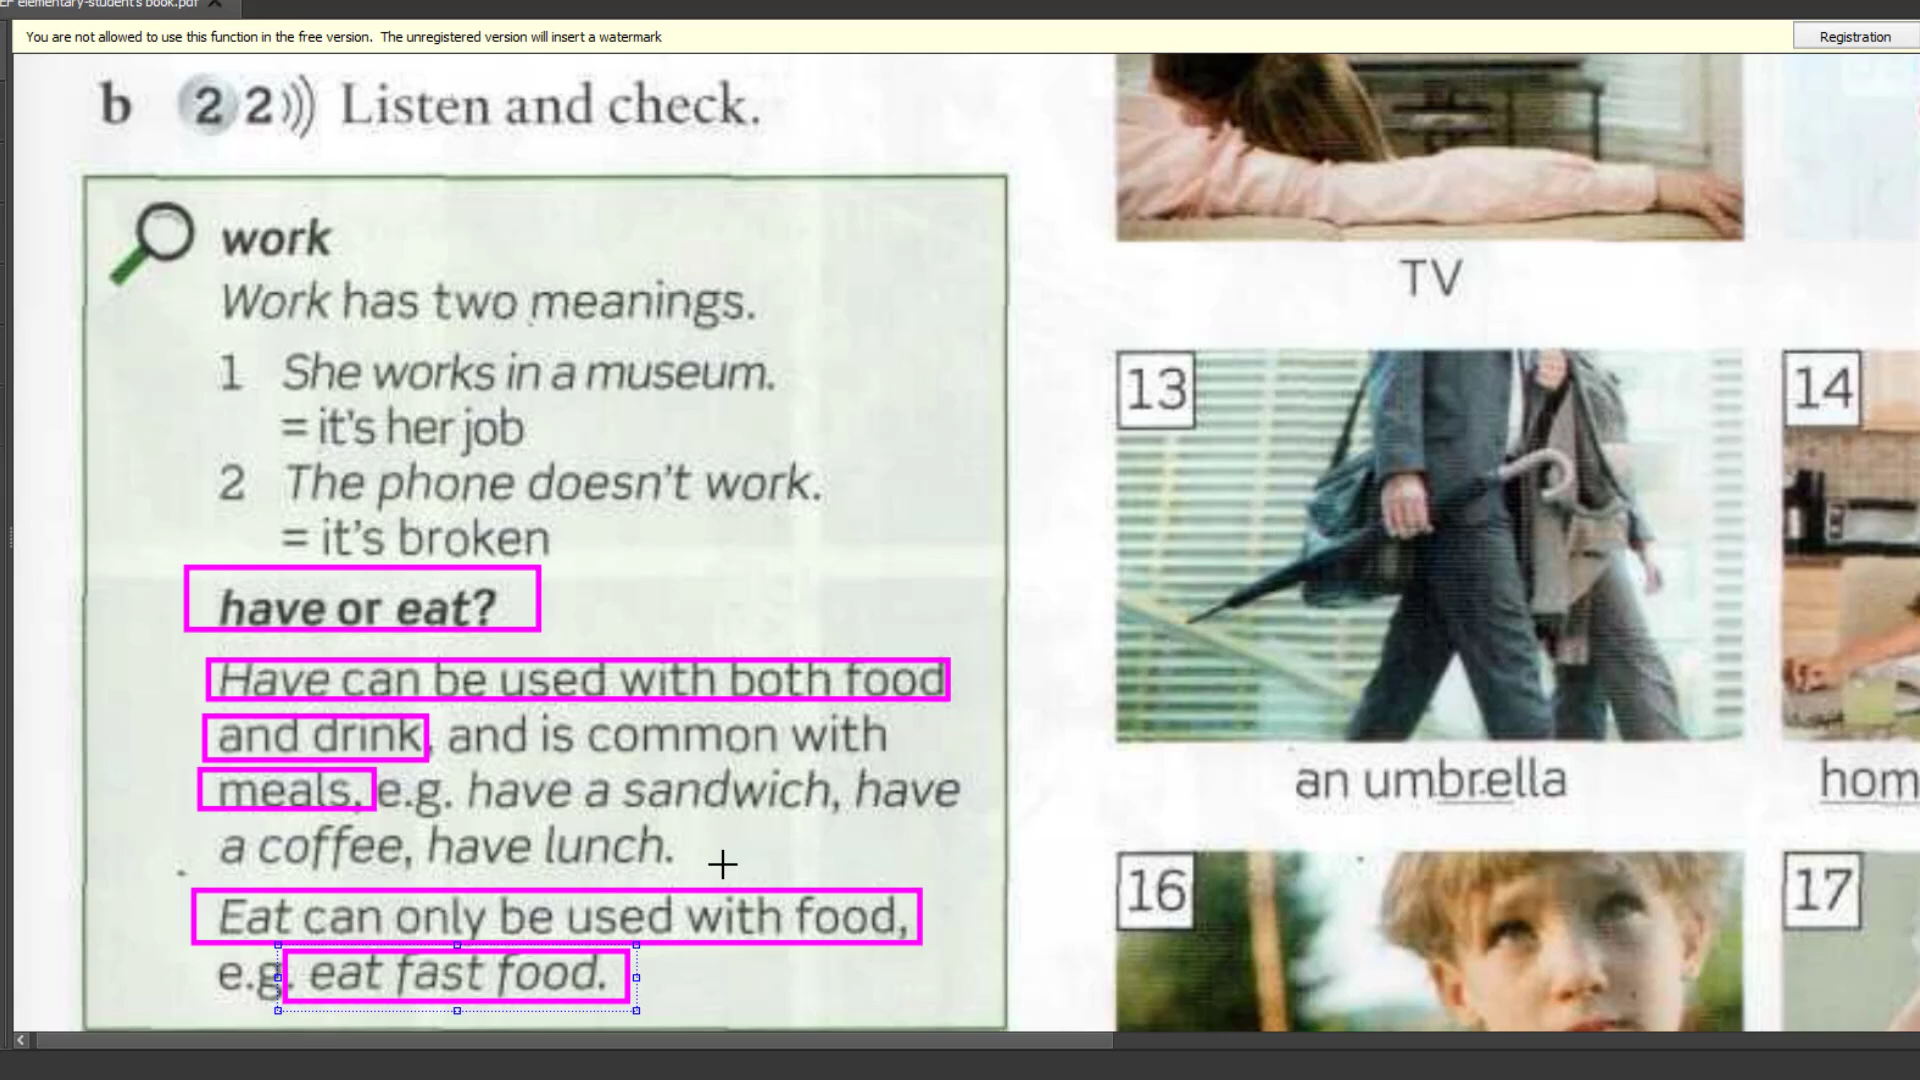 EF elementary-student's book.pdf
You are not allowed to use this function in the free version. The unregistered version will insert a watermark
Registration
b 2 2 Listen and check.
work
Work has two meanings.
1 She works in a museum.
= it's her job
2 The phone doesn't work.
= it's broken
have or eat?
Have can be used with both food
and drink, and is common with
meals, e.g. have a sandwich, have
a coffee, have lunch.
Eat can only be used with food,
e.g. eat fast food.
TV
13
14
an umbrella
hom
16
17